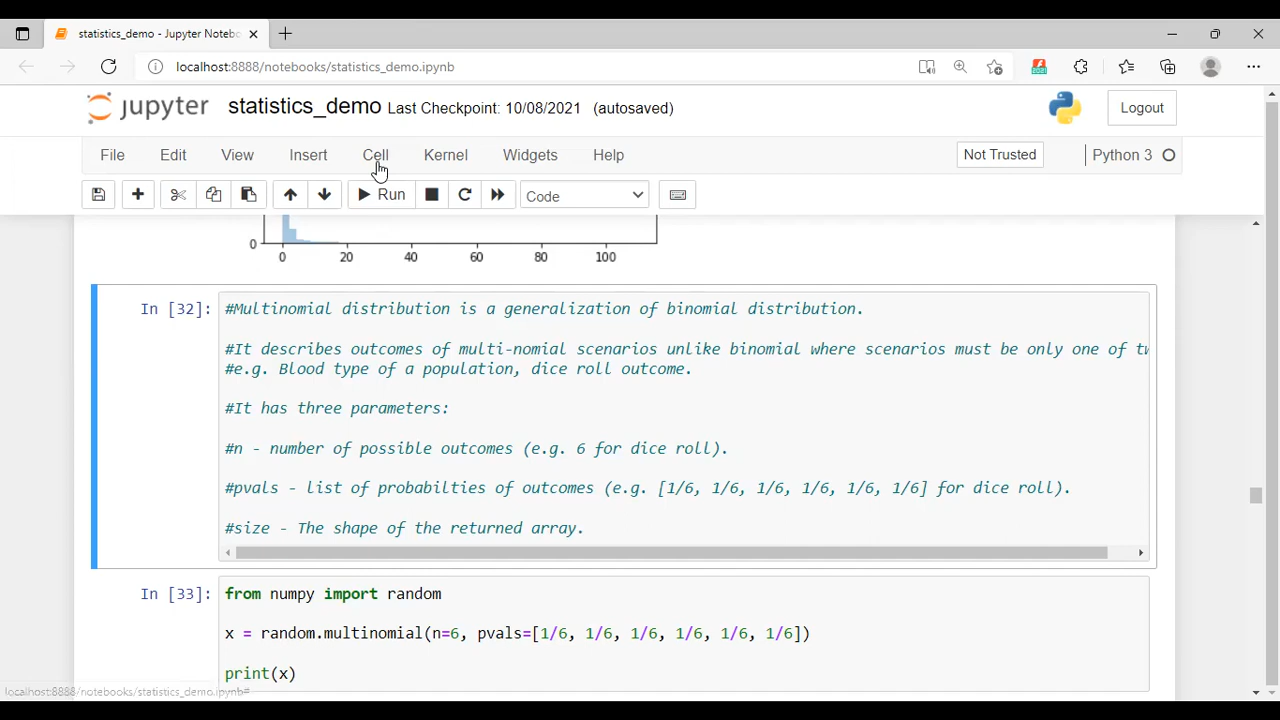 statistics_demo - Jupyter Noteb
localhost:8888/notebooks/statistics_demo.ipynb
jupyter statistics_demo Last Checkpoint: 10/08/2021 (autosaved) Logout
File Edit View Insert Cell Kernel Widgets Help Not Trusted Python 3
Run Code
0
0 20 40 60 80 100
In [32]: #Multinomial distribution is a generalization of binomial distribution.
#It describes outcomes of multi-nomial scenarios unlike binomial where scenarios must be only one of
#e.g. Blood type of a population, dice roll outcome.
#It has three parameters:
#n - number of possible outcomes (e.g. 6 for dice roll).
#pvals - list of probabilties of outcomes (e.g. [1/6, 1/6, 1/6, 1/6, 1/6, 1/6] for dice roll).
#size - The shape of the returned array.
In [33]: from numpy import random
x = random.multinomial(n=6, pvals=[1/6, 1/6, 1/6, 1/6, 1/6, 1/6])
print(x)
localhost:8888/notebooks/statistics_demo.ipynb#